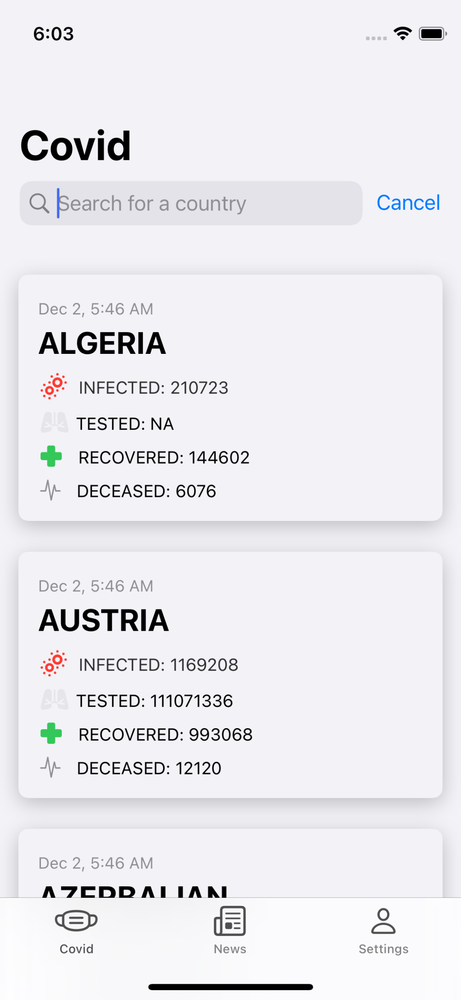 6:03
Covid
Search for a country
Cancel
Dec 2, 5:46 AM
ALGERIA
INFECTED: 210723
TESTED: NA
RECOVERED: 144602
DECEASED: 6076
Dec 2, 5:46 AM
AUSTRIA
INFECTED: 1169208
TESTED: 111071336
RECOVERED: 993068
DECEASED: 12120
Dec 2, 5:46 AM
AZERBAIJAN
Covid
News
Settings